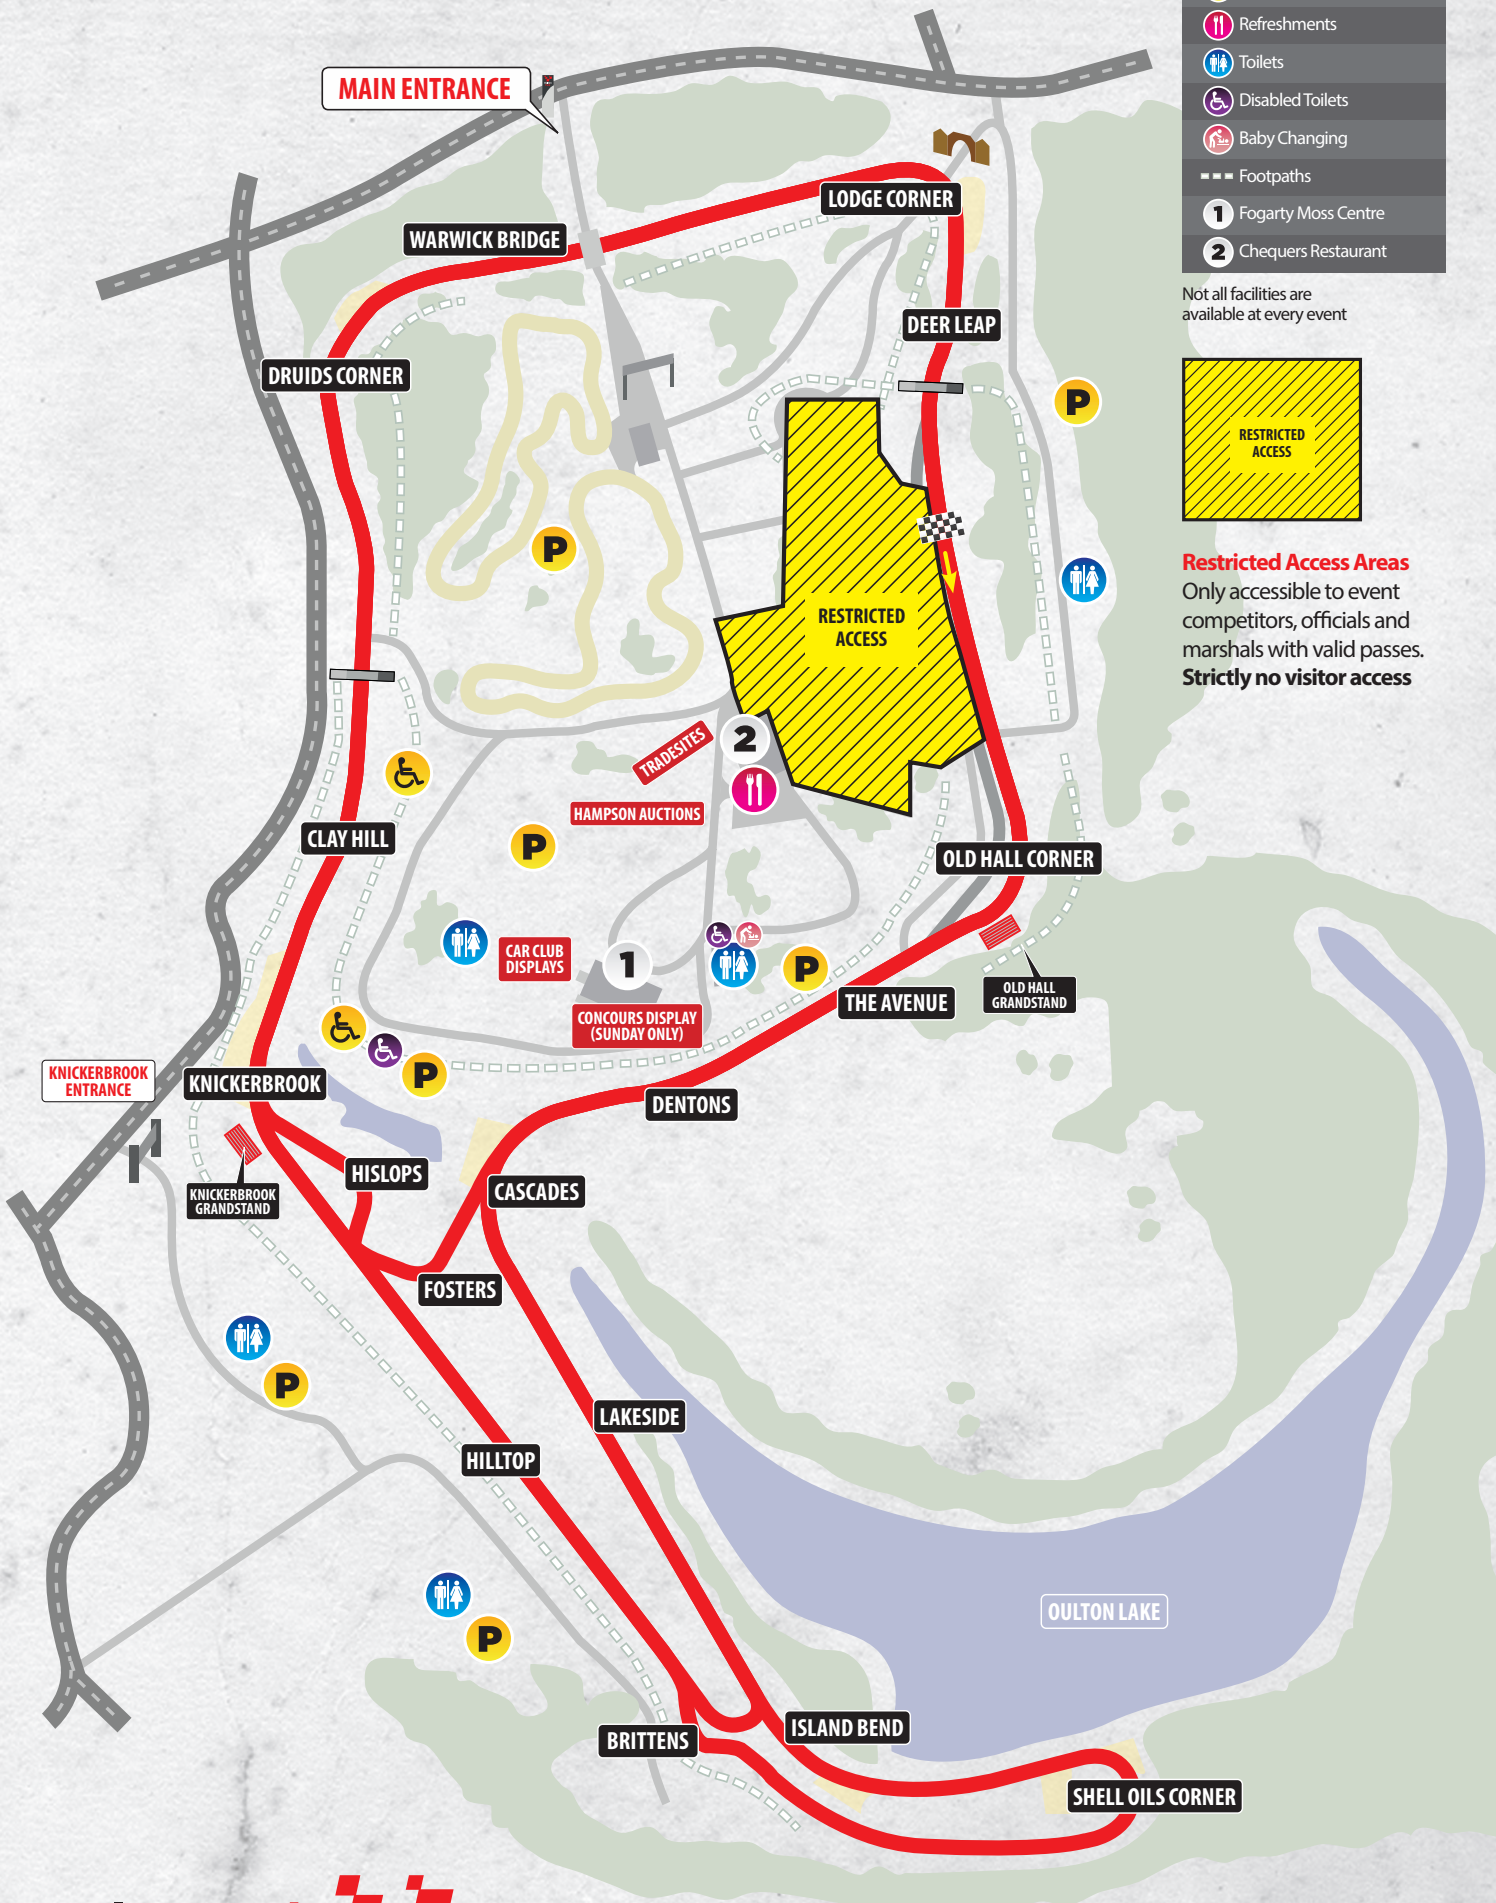 Refreshments
Toilets
Disabled Toilets
Baby Changing
Footpaths
1 Fogarty Moss Centre
2 Chequers Restaurant
Not all facilities are
available at every event
RESTRICTED
ACCESS
Restricted Access Areas
Only accessible to event
competitors, officials and
marshals with valid passes.
Strictly no visitor access
MAIN ENTRANCE
LODGE CORNER
WARWICK BRIDGE
DEER LEAP
DRUIDS CORNER
P
P
RESTRICTED
ACCESS
TRADESITES
2
HAMPSON AUCTIONS
CLAY HILL
P
OLD HALL CORNER
CAR CLUB
DISPLAYS
1
P
OLD HALL
GRANDSTAND
THE AVENUE
CONCOURS DISPLAY
(SUNDAY ONLY)
KNICKERBROOK
ENTRANCE
KNICKERBROOK
P
DENTONS
HISLOPS
KNICKERBROOK
GRANDSTAND
CASCADES
FOSTERS
P
LAKESIDE
HILLTOP
OULTON LAKE
P
BRITTENS
ISLAND BEND
SHELL OILS CORNER